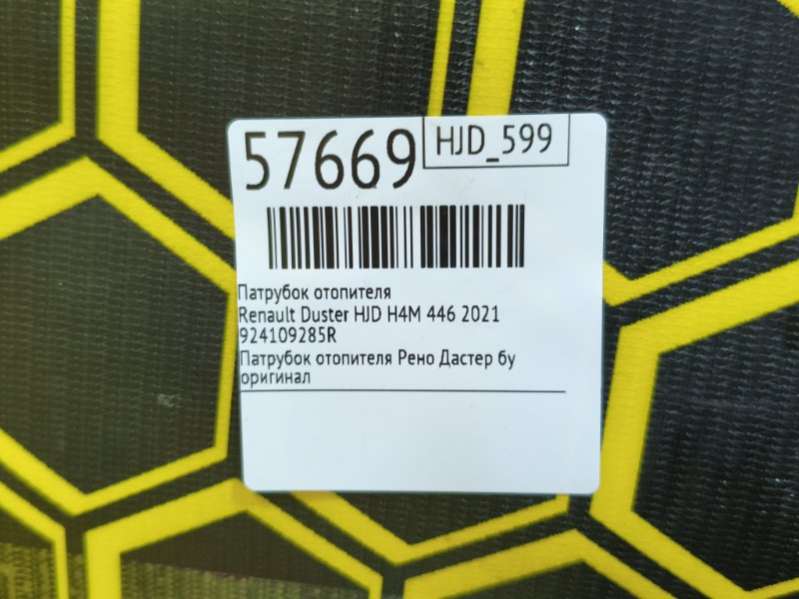 57669
HJD_599
Патрубок отопителя
Renault Duster HJD H4M 446 2021
924109285R
Патрубок отопителя Рено Дастер бу
оригинал